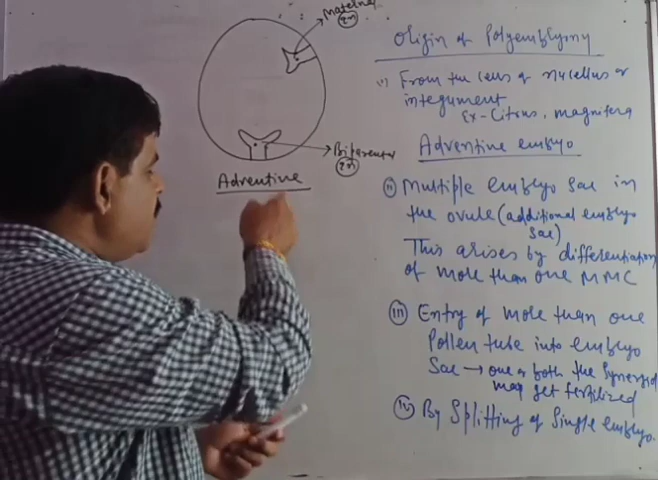 Maternal
2n
Biparental
2n
Adventive
Origin of Polyembryony
(i) From the cells of nucellus or
integument
Ex- Citrus, magnifera
Adventive embryo
(ii) Multiple embryo sac in
the ovule (additional embryo
sac)
This arises by differentiation
of more than one MMC
(iii) Entry of more than one
Pollen tube into embryo
Sac → one or both the Synergid
may get fertilized
(iv) By Splitting of Single embryo.